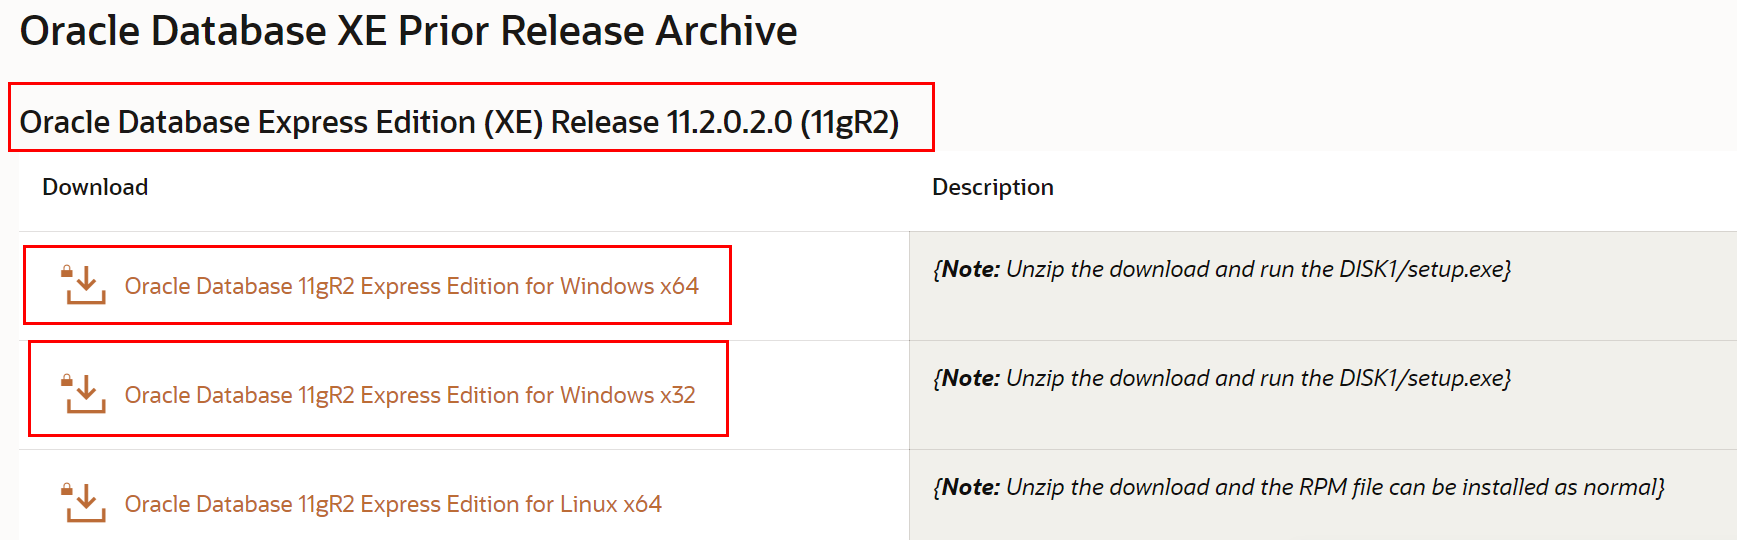 Oracle Database XE Prior Release Archive
Oracle Database Express Edition (XE) Release 11.2.0.2.0 (11gR2)
Download
Description
Oracle Database 11gR2 Express Edition for Windows x64
{Note: Unzip the download and run the DISK1/setup.exe}
Oracle Database 11gR2 Express Edition for Windows x32
{Note: Unzip the download and run the DISK1/setup.exe}
Oracle Database 11gR2 Express Edition for Linux x64
{Note: Unzip the download and the RPM file can be installed as normal}